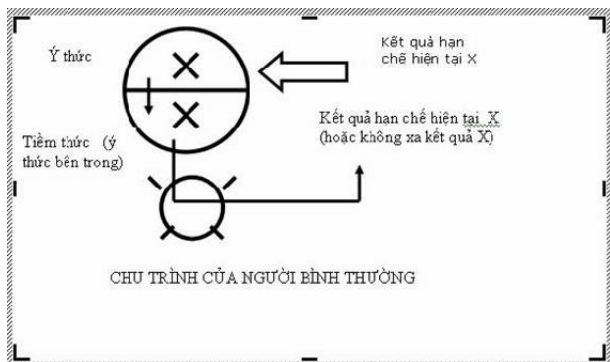 Ý thức
X
X
Kết quả hạn
chế hiện tại X
Tiềm thức (ý
thức bên trong)
Kết quả hạn chế hiện tại X
(hoặc không xa kết quả X)
CHU TRÌNH CỦA NGƯỜI BÌNH THƯỜNG